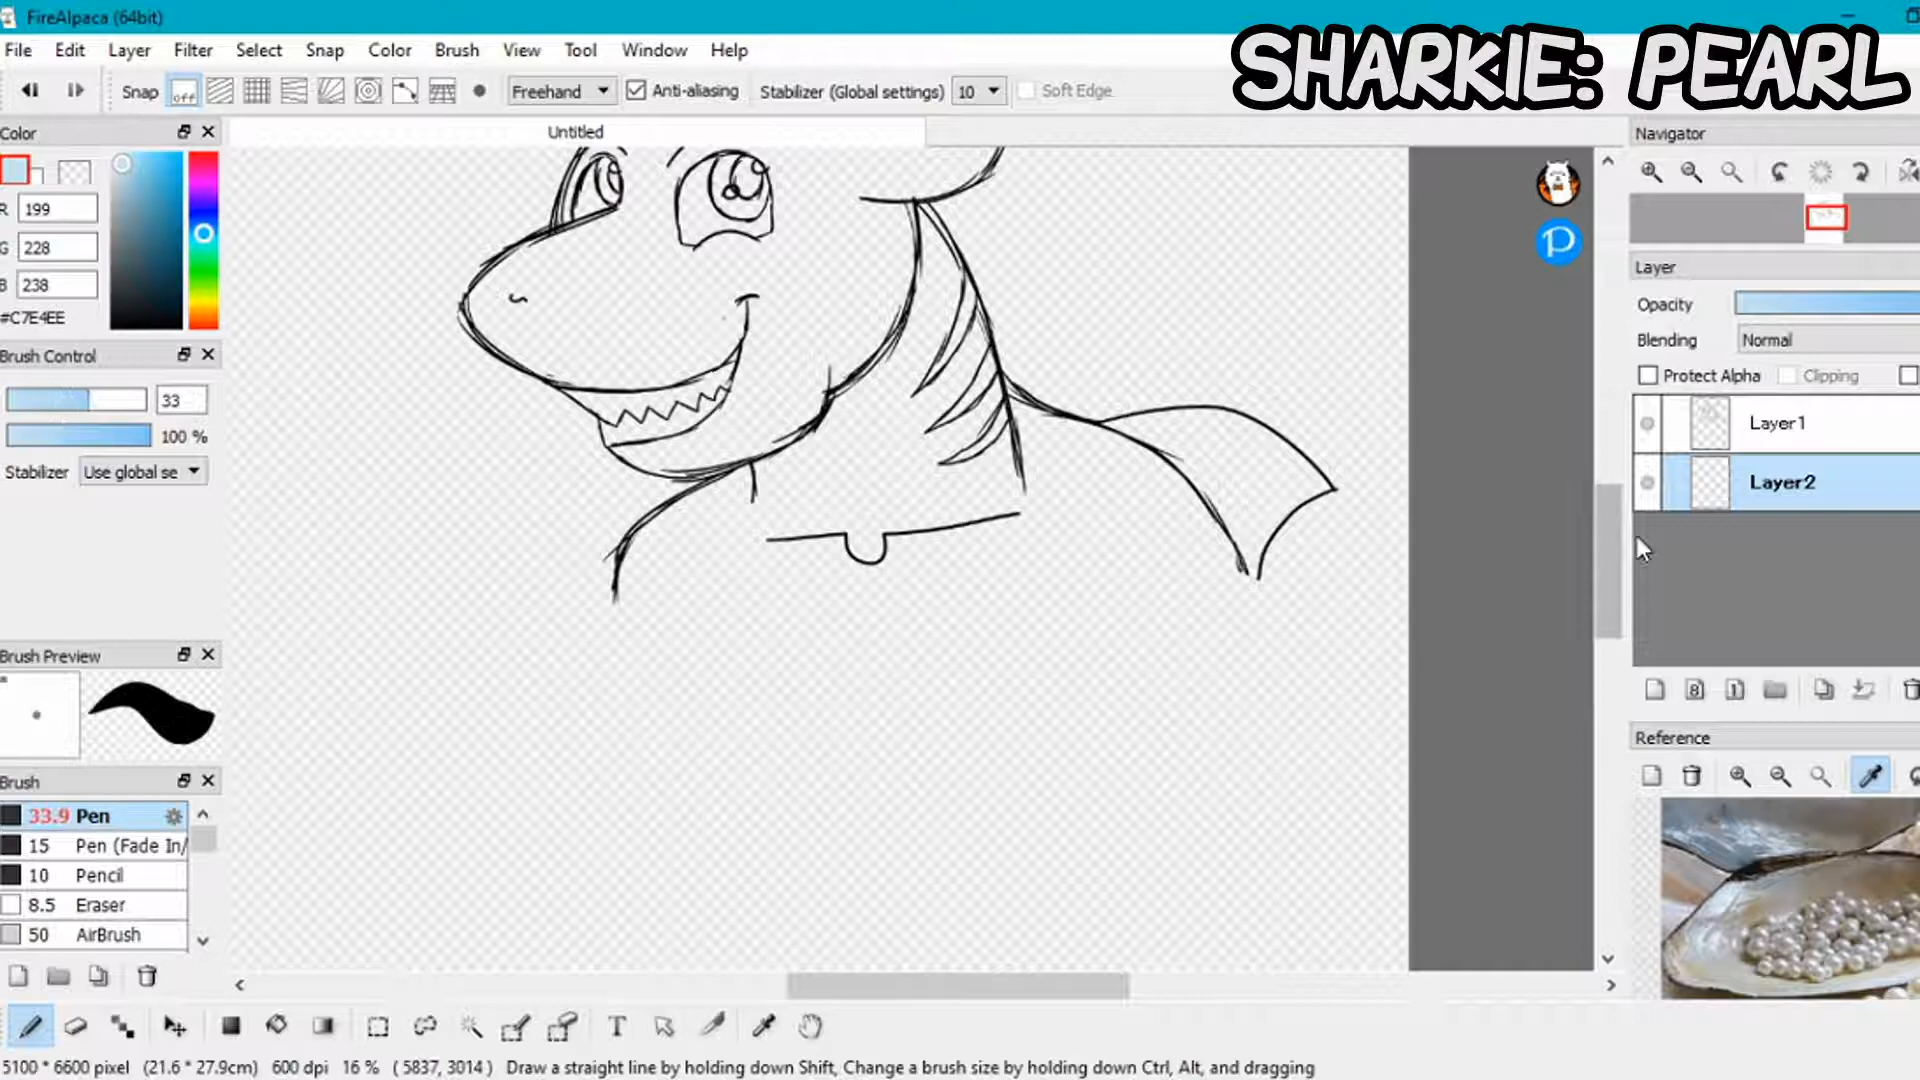 FireAlpaca (64bit)
SHARKIE: PEARL
File Edit Layer Filter Select Snap Color Brush View Tool Window Help
Snap off Freehand Anti-aliasing Stabilizer (Global settings) 10 Soft Edge
Color
Untitled
Navigator
R 199
G 228
B 238
#C7E4EE
Layer
Opacity
Blending Normal
Protect Alpha Clipping
Layer1
Layer2
Brush Control
33
100 %
Stabilizer Use global se
Brush Preview
Brush
33.9 Pen
15 Pen (Fade In/
10 Pencil
8.5 Eraser
50 AirBrush
8 1
Reference
P
T
5100 * 6600 pixel (21.6 * 27.9cm) 600 dpi 16 % ( 5837, 3014 ) Draw a straight line by holding down Shift, Change a brush size by holding down Ctrl, Alt, and dragging